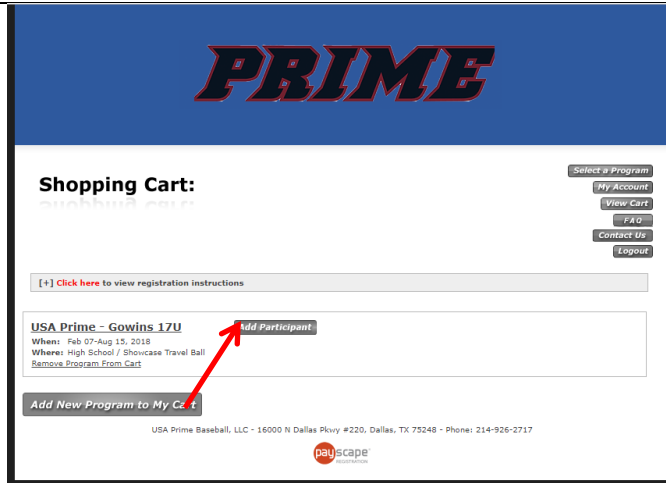 PRIME
Shopping Cart:
Select a Program
My Account
View Cart
FAQ
Contact Us
Logout
[+] Click here to view registration instructions
USA Prime - Gowins 17U
Add Participant
When: Feb 07-Aug 15, 2018
Where: High School / Showcase Travel Ball
Remove Program From Cart
Add New Program to My Cart
USA Prime Baseball, LLC - 16000 N Dallas Pkwy #220, Dallas, TX 75248 - Phone: 214-926-2717
payscape
REGISTRATION